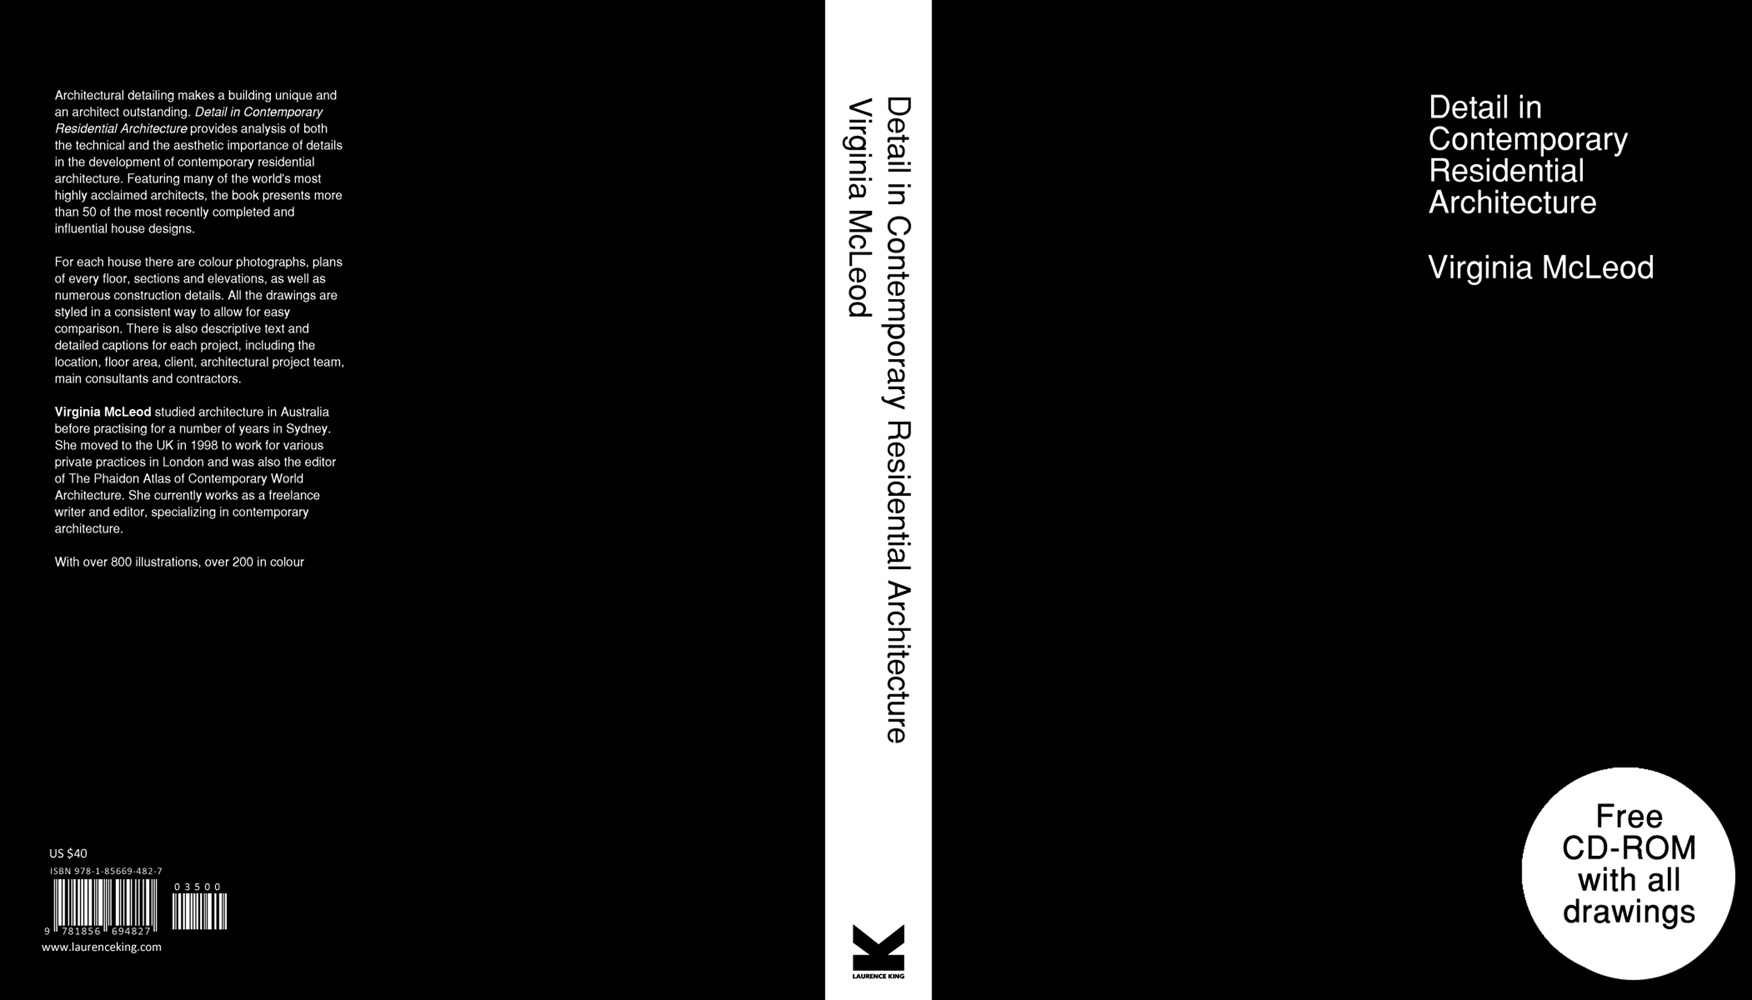 Architectural detailing makes a building unique and
an architect outstanding. Detail in Contemporary
Residential Architecture provides analysis of both
the technical and the aesthetic importance of details
in the development of contemporary residential
architecture. Featuring many of the world's most
highly acclaimed architects, the book presents more
than 50 of the most recently completed and
influential house designs.
For each house there are colour photographs, plans
of every floor, sections and elevations, as well as
numerous construction details. All the drawings are
styled in a consistent way to allow for easy
comparison. There is also descriptive text and
detailed captions for each project, including the
location, floor area, client, architectural project team,
main consultants and contractors.
Virginia McLeod studied architecture in Australia
before practising for a number of years in Sydney.
She moved to the UK in 1998 to work for various
private practices in London and was also the editor
of The Phaidon Atlas of Contemporary World
Architecture. She currently works as a freelance
writer and editor, specializing in contemporary
architecture.
With over 800 illustrations, over 200 in colour
US $40
ISBN 978-1-85669-482-7
03500
9 781856 694827
www.laurenceking.com
Detail in Contemporary Residential Architecture
Virginia McLeod
K
LAURENCE KING
Detail in
Contemporary
Residential
Architecture
Virginia McLeod
Free
CD-ROM
with all
drawings